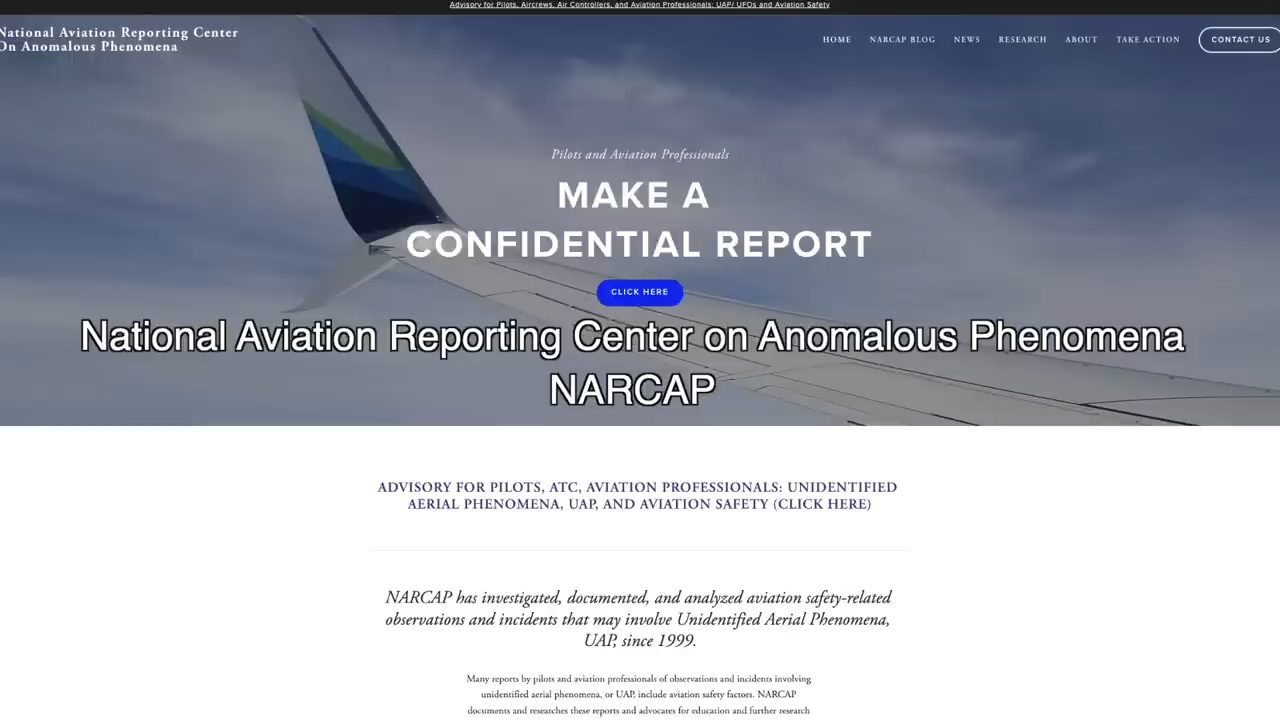 Advisory for Pilots, Aircrews, Air Controllers, and Aviation Professionals: UAP/ UFOs and Aviation Safety
National Aviation Reporting Center
On Anomalous Phenomena
HOME NARCAP BLOG NEWS RESEARCH ABOUT TAKE ACTION CONTACT US
Pilots and Aviation Professionals
MAKE A
CONFIDENTIAL REPORT
CLICK HERE
National Aviation Reporting Center on Anomalous Phenomena
NARCAP
ADVISORY FOR PILOTS, ATC, AVIATION PROFESSIONALS: UNIDENTIFIED
AERIAL PHENOMENA, UAP, AND AVIATION SAFETY (CLICK HERE)
NARCAP has investigated, documented, and analyzed aviation safety-related
observations and incidents that may involve Unidentified Aerial Phenomena,
UAP, since 1999.
Many reports by pilots and aviation professionals of observations and incidents involving
unidentified aerial phenomena, or UAP, include aviation safety factors. NARCAP
documents and researches these reports and advocates for education and further research